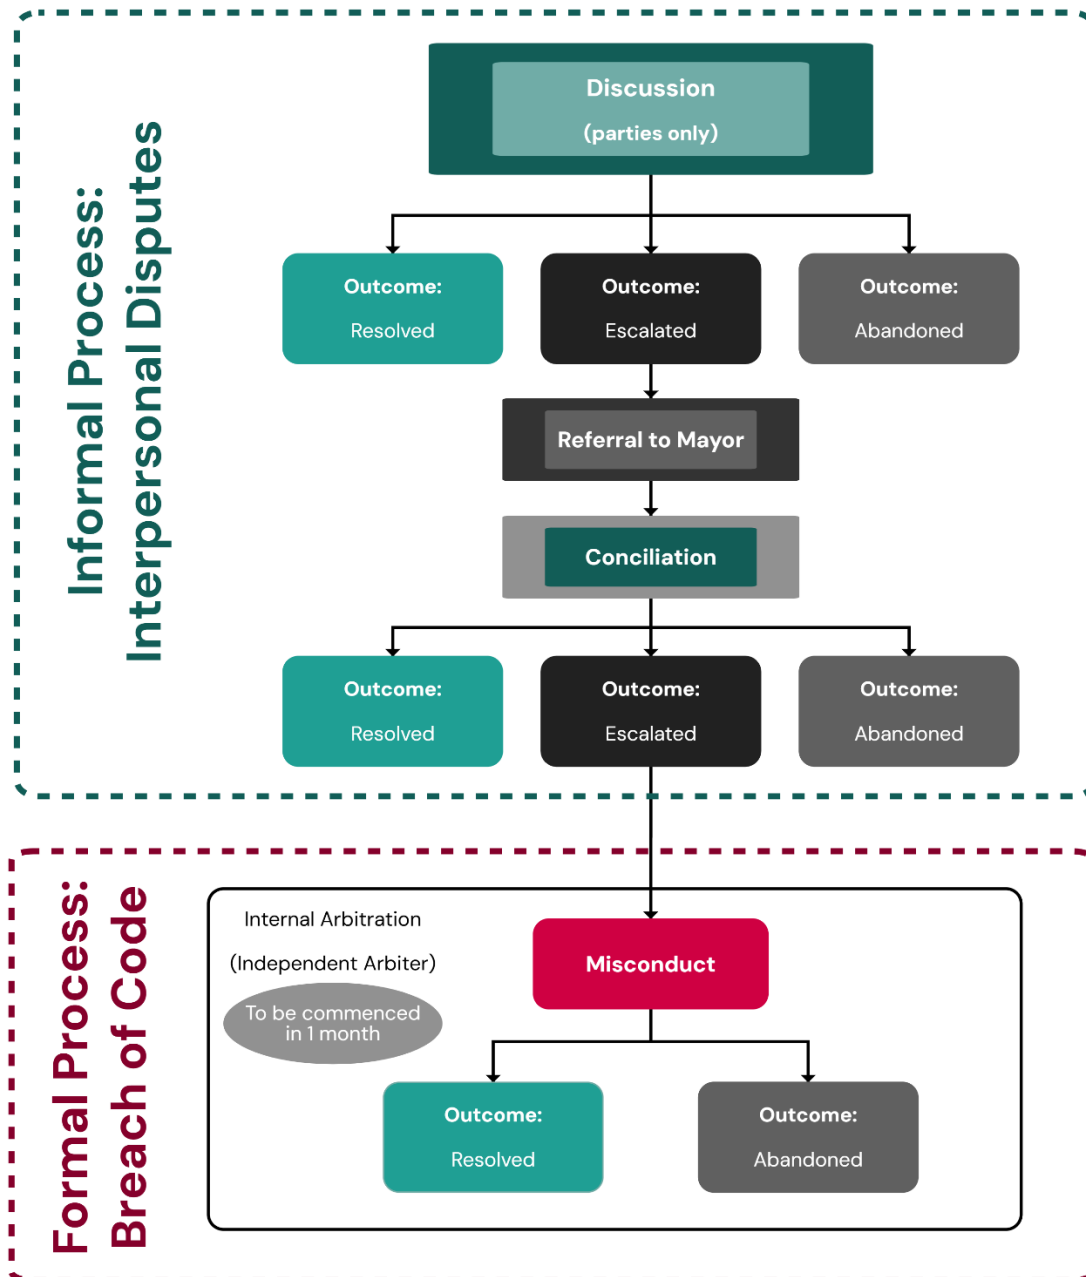 Informal Process:
Interpersonal Disputes
Discussion
(parties only)
Outcome:
Resolved
Outcome:
Escalated
Outcome:
Abandoned
Referral to Mayor
Conciliation
Outcome:
Resolved
Outcome:
Escalated
Outcome:
Abandoned
Formal Process:
Breach of Code
Internal Arbitration
(Independent Arbiter)
To be commenced
in 1 month
Misconduct
Outcome:
Resolved
Outcome:
Abandoned